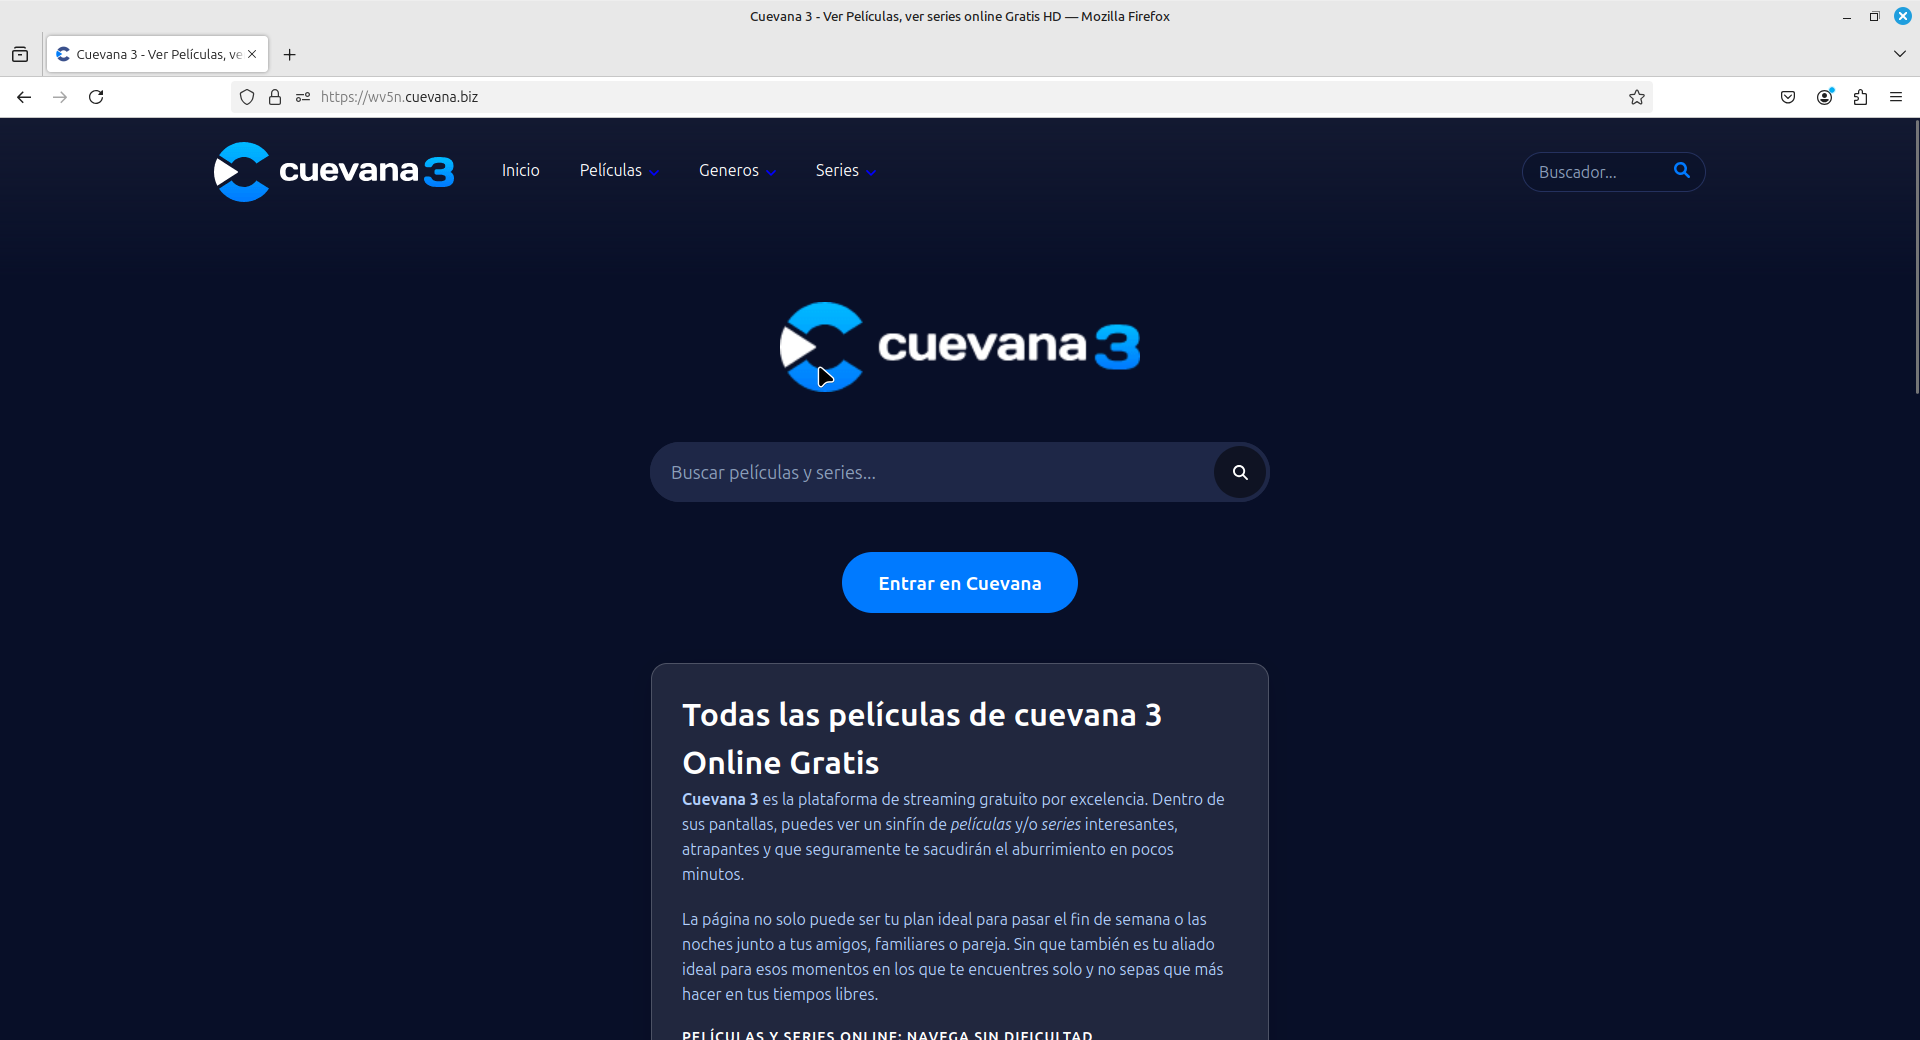 Cuevana 3 - Ver Películas, ver series online Gratis HD — Mozilla Firefox
Cuevana 3 - Ver Películas, ve
https://wv5n.cuevana.biz
cuevana 3
Inicio
Películas
Generos
Series
Buscador...
cuevana 3
Buscar películas y series...
Entrar en Cuevana
Todas las películas de cuevana 3
Online Gratis
Cuevana 3 es la plataforma de streaming gratuito por excelencia. Dentro de
sus pantallas, puedes ver un sinfín de películas y/o series interesantes,
atrapantes y que seguramente te sacudirán el aburrimiento en pocos
minutos.
La página no solo puede ser tu plan ideal para pasar el fin de semana o las
noches junto a tus amigos, familiares o pareja. Sin que también es tu aliado
ideal para esos momentos en los que te encuentres solo y no sepas que más
hacer en tus tiempos libres.
PELÍCULAS Y SERIES ONLINE: NAVEGA SIN DIFICULTAD